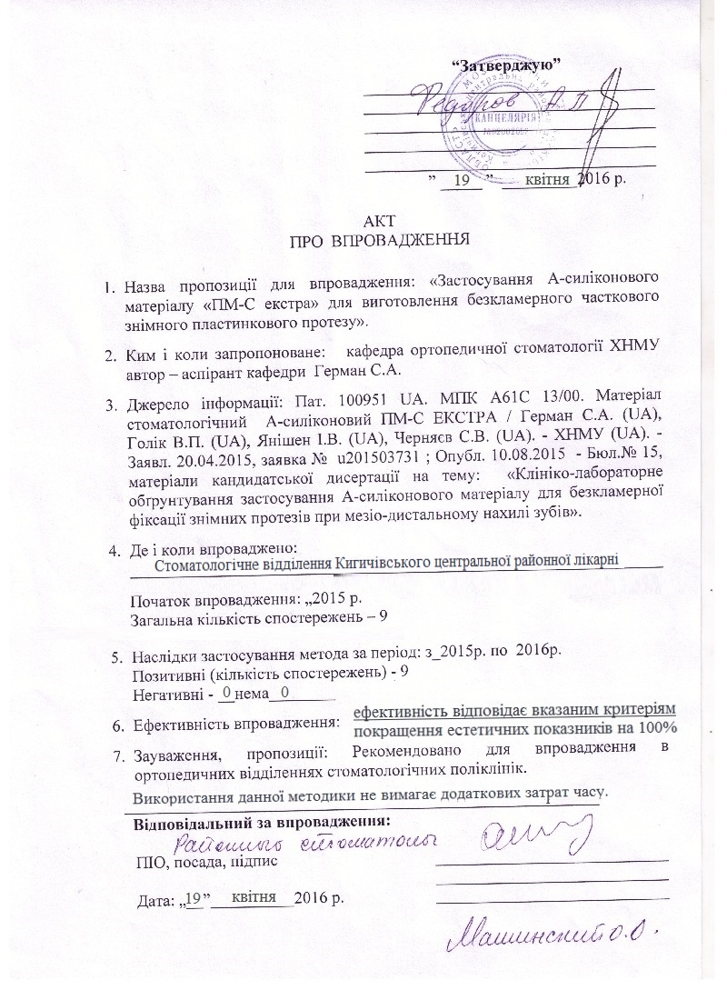 “Затверджую”
Федоров А П
КАНЦЕЛЯРІЯ
” 19 ” квітня 2016 р.
АКТ
ПРО ВПРОВАДЖЕННЯ
1. Назва пропозиції для впровадження: «Застосування А-силіконового
матеріалу «ПМ-С екстра» для виготовлення безкламерного часткового
знімного пластинкового протезу».
2. Ким і коли запропоноване: кафедра ортопедичної стоматології ХНМУ
автор – аспірант кафедри Герман С.А.
3. Джерело інформації: Пат. 100951 UA. МПК А61С 13/00. Матеріал
стоматологічний А-силіконовий ПМ-С ЕКСТРА / Герман С.А. (UA),
Голік В.П. (UA), Янішен І.В. (UA), Черняєв С.В. (UA). - ХНМУ (UA). -
Заявл. 20.04.2015, заявка № u201503731 ; Опубл. 10.08.2015 - Бюл.№ 15,
матеріали кандидатської дисертації на тему: «Клініко-лабораторне
обґрунтування застосування А-силіконового матеріалу для безкламерної
фіксації знімних протезів при мезіо-дистальному нахилі зубів».
4. Де і коли впроваджено:
Стоматологічне відділення Кигичівського центральної районної лікарні
Початок впровадження: „2015 р.
Загальна кількість спостережень – 9
5. Наслідки застосування метода за період: з_2015р. по 2016р.
Позитивні (кількість спостережень) - 9
Негативні - __0 нема__0______
6. Ефективність впровадження: ефективність відповідає вказаним критеріям
покращення естетичних показників на 100%
7. Зауваження, пропозиції: Рекомендовано для впровадження в
ортопедичних відділеннях стоматологічних поліклінік.
Використання данної методики не вимагає додаткових затрат часу.
Відповідальний за впровадження:
стоматолог
ПІО, посада, підпис
Дата: „19” квітня 2016 р.
Машинский О.О.